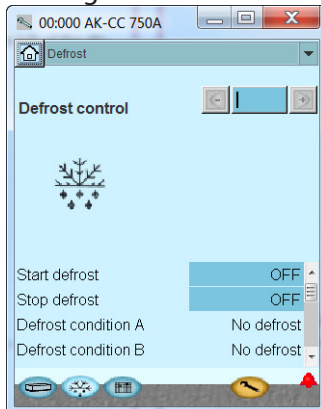 00:000 AK-CC 750A
Defrost
Defrost control
Start defrost OFF
Stop defrost OFF
Defrost condition A No defrost
Defrost condition B No defrost